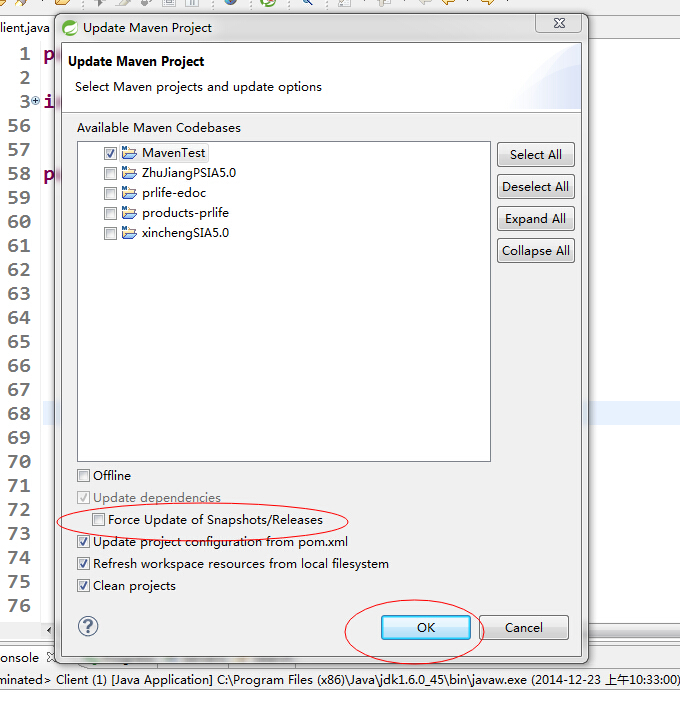 lient.java
Update Maven Project
Update Maven Project
Select Maven projects and update options
Available Maven Codebases
MavenTest
ZhuJiangPSIA5.0
prlife-edoc
products-prlife
xinchengSIA5.0
Select All
Deselect All
Expand All
Collapse All
1
2
3
56
57
58
59
60
61
62
63
64
65
66
67
68
69
70
71
72
73
74
75
76
Offline
Update dependencies
Force Update of Snapshots/Releases
Update project configuration from pom.xml
Refresh workspace resources from local filesystem
Clean projects
OK
Cancel
onsole
minated> Client (1) [Java Application] C:\Program Files (x86)\Java\jdk1.6.0_45\bin\javaw.exe (2014-12-23 上午10:33:00)